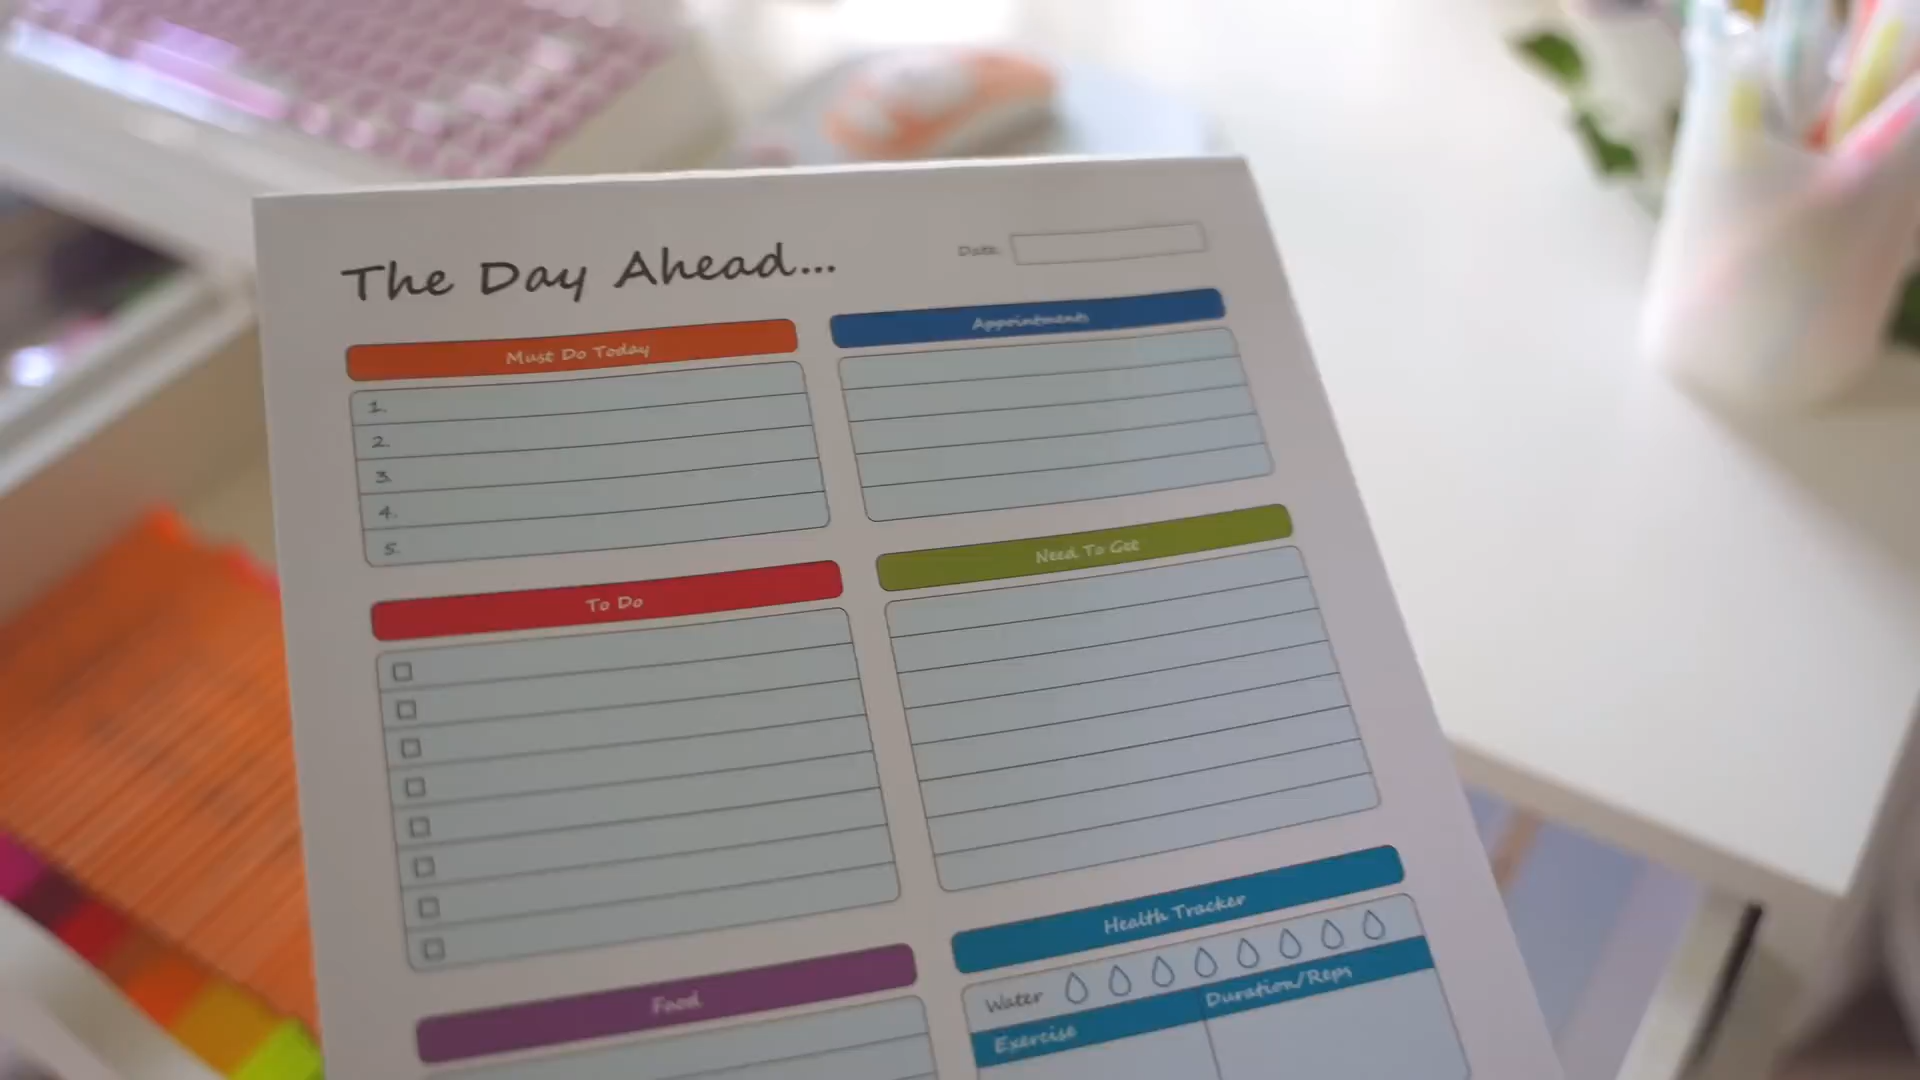 The Day Ahead...
Date:
Must Do Today
1.
2.
3.
4.
5.
Appointments
To Do
Need To Get
Food
Health Tracker
Water
Exercise
Duration/Reps